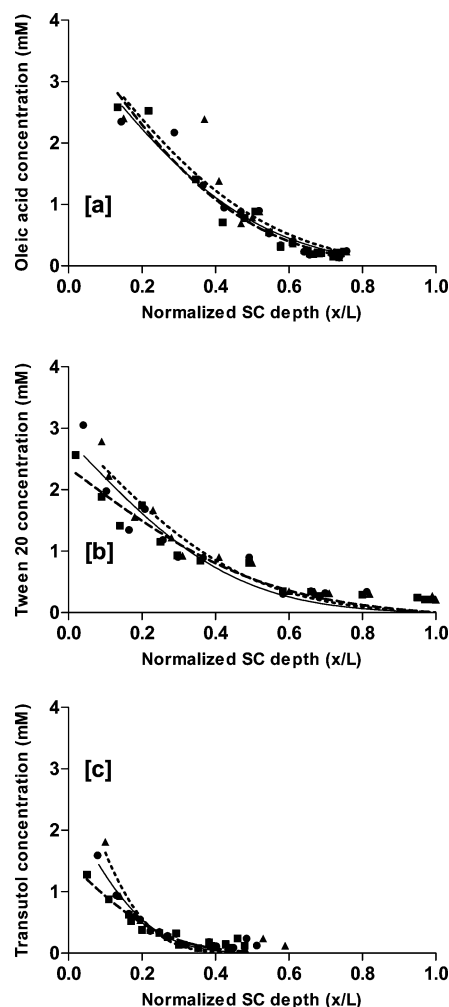 Oleic acid concentration (mM)
4
3
2
1
0
[a]
0.0 0.2 0.4 0.6 0.8 1.0
Normalized SC depth (x/L)
Tween 20 concentration (mM)
4
3
2
1
0
[b]
0.0 0.2 0.4 0.6 0.8 1.0
Normalized SC depth (x/L)
Transutol concentration (mM)
4
3
2
1
0
[c]
0.0 0.2 0.4 0.6 0.8 1.0
Normalized SC depth (x/L)